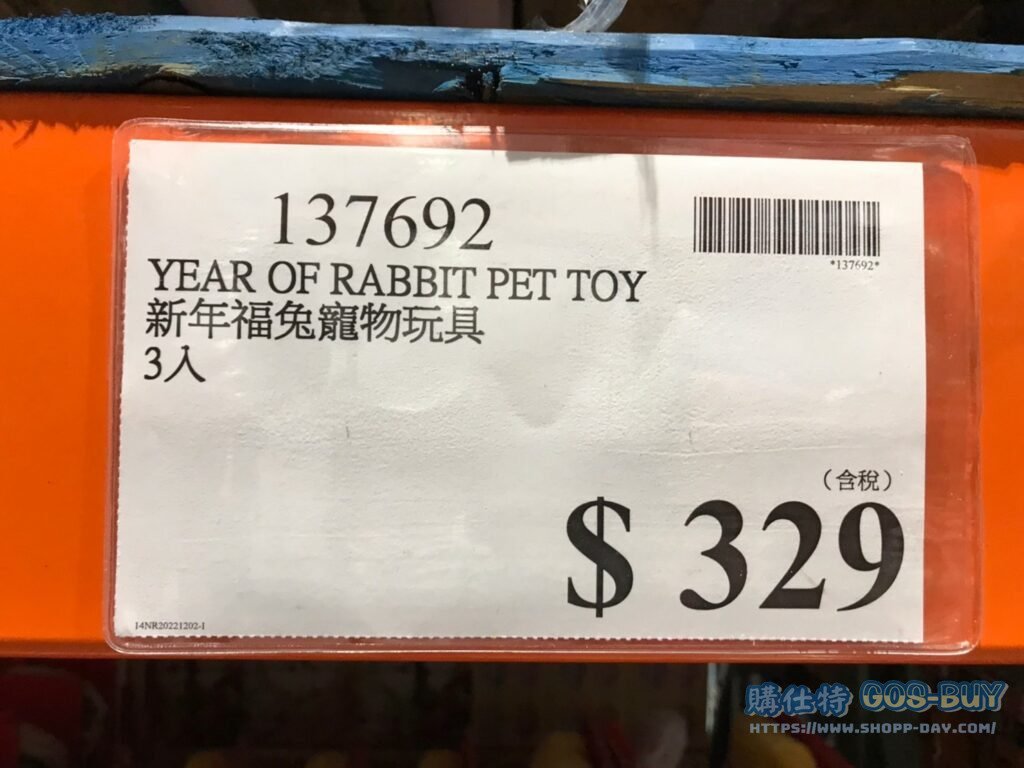 137692
*137692*
YEAR OF RABBIT PET TOY
新年福兔寵物玩具
3入
（含稅）
$ 329
14NR20221202-1
購仕特 GOS-BUY
HTTPS://WWW.SHOPP-DAY.COM/